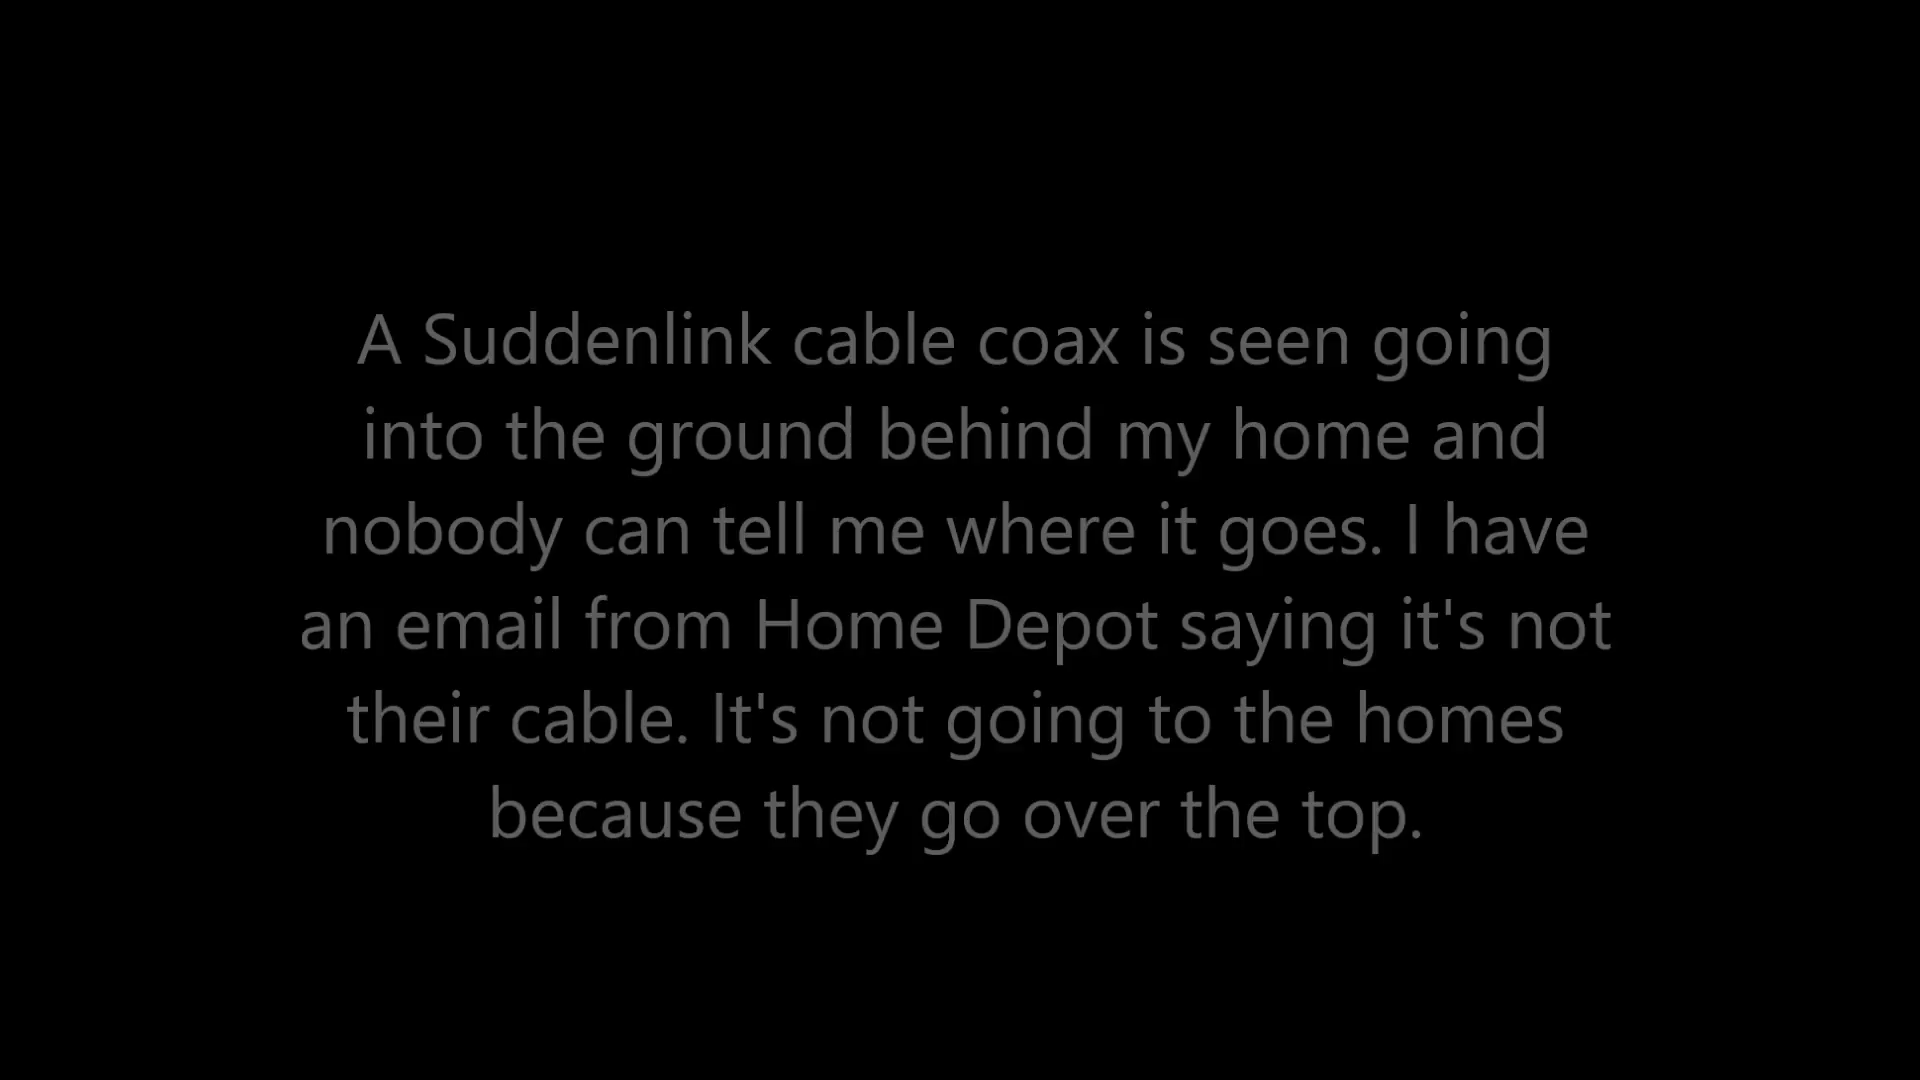 A Suddenlink cable coax is seen going
into the ground behind my home and
nobody can tell me where it goes. I have
an email from Home Depot saying it's not
their cable. It's not going to the homes
because they go over the top.